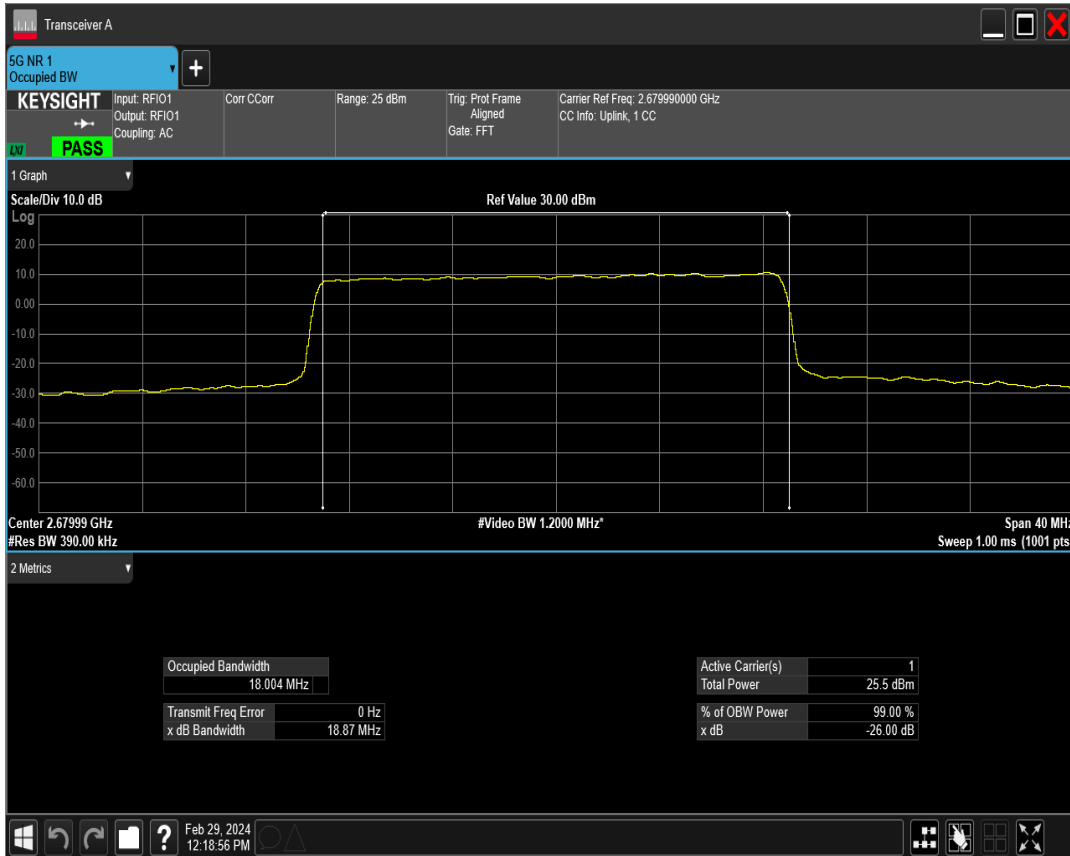 Transceiver A
5G NR 1
Occupied BW
KEYSIGHT
LXI
PASS
Input: RFIO1
Output: RFIO1
Coupling: AC
Corr CCorr
Range: 25 dBm
Trig: Prot Frame
Aligned
Gate: FFT
Carrier Ref Freq: 2.679990000 GHz
CC Info: Uplink, 1 CC
1 Graph
Scale/Div 10.0 dB
Ref Value 30.00 dBm
Log
20.0
10.0
0.00
-10.0
-20.0
-30.0
-40.0
-50.0
-60.0
Center 2.67999 GHz
#Video BW 1.2000 MHz*
Span 40 MHz
#Res BW 390.00 kHz
Sweep 1.00 ms (1001 pts
2 Metrics
Occupied Bandwidth
18.004 MHz
Transmit Freq Error 0 Hz
x dB Bandwidth 18.87 MHz
Active Carrier(s) 1
Total Power 25.5 dBm
% of OBW Power 99.00 %
x dB -26.00 dB
?
Feb 29, 2024
12:18:56 PM